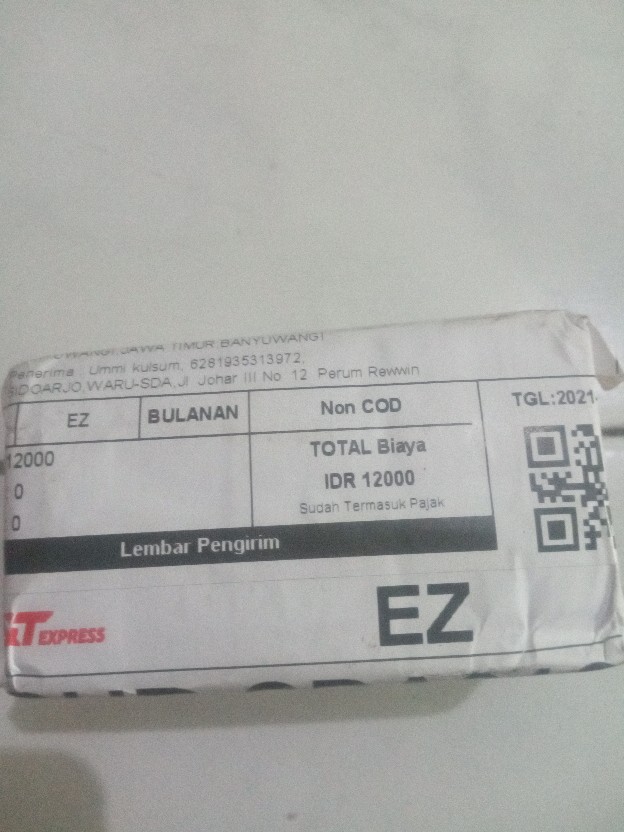 JAWA TIMUR, BANYUWANGI
Penerima : Ummi kulsum, 6281935313972,
SIDOARJO,WARU-SDA,Jl Johar III No 12 Perum Rewwin
EZ BULANAN Non COD TGL:2021-
12000 TOTAL Biaya
0 IDR 12000
0 Sudah Termasuk Pajak
Lembar Pengirim
&T EXPRESS EZ